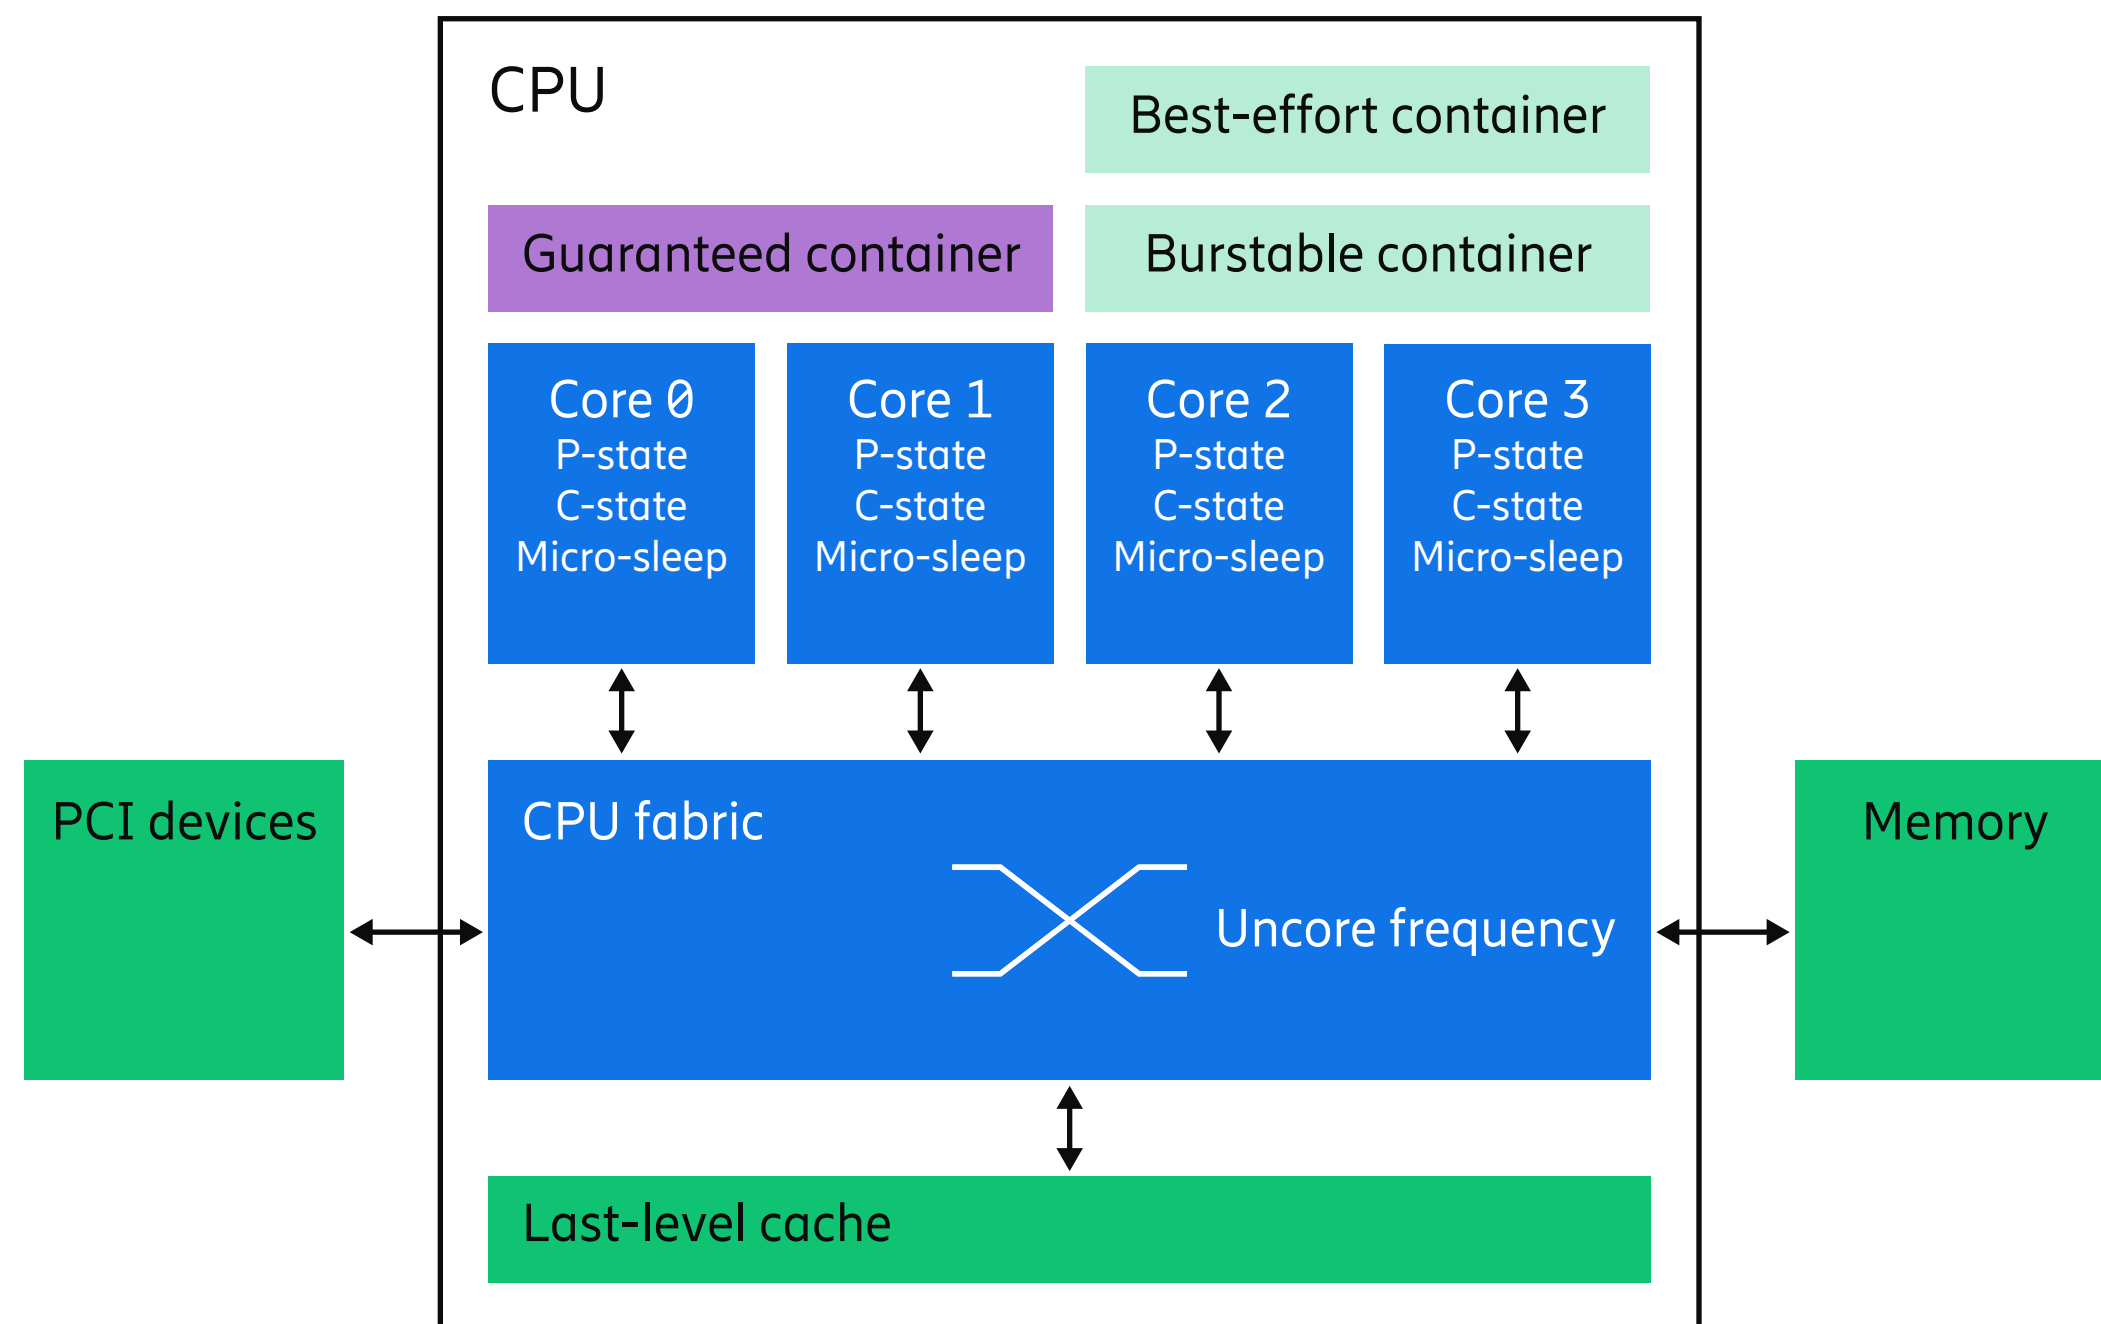 CPU
Best-effort container
Guaranteed container
Burstable container
Core 0
P-state
C-state
Micro-sleep
Core 1
P-state
C-state
Micro-sleep
Core 2
P-state
C-state
Micro-sleep
Core 3
P-state
C-state
Micro-sleep
PCI devices
CPU fabric
Uncore frequency
Memory
Last-level cache